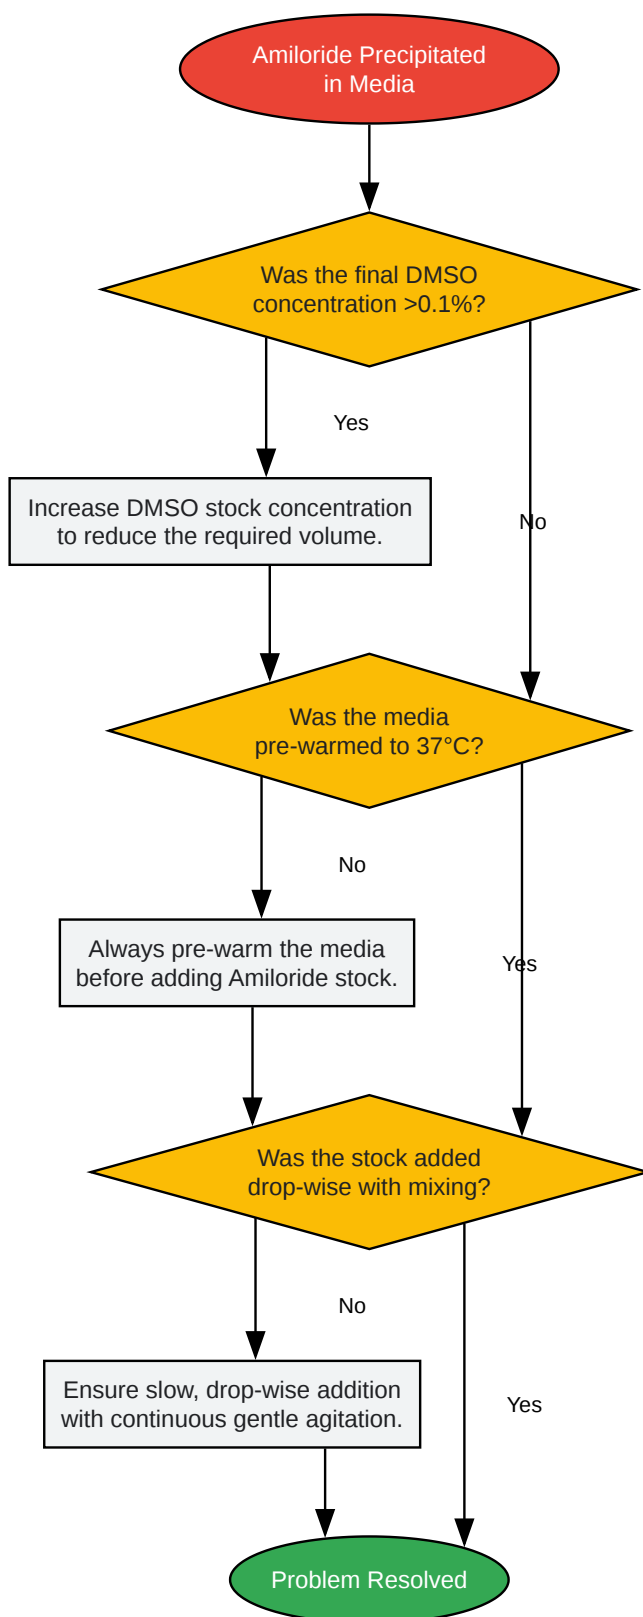 Amiloride Precipitated
in Media
Was the final DMSO
concentration >0.1%?
Yes
Increase DMSO stock concentration
to reduce the required volume.
No
Was the media
pre-warmed to 37°C?
No
Always pre-warm the media
before adding Amiloride stock.
Yes
Was the stock added
drop-wise with mixing?
No
Ensure slow, drop-wise addition
with continuous gentle agitation.
Yes
Problem Resolved